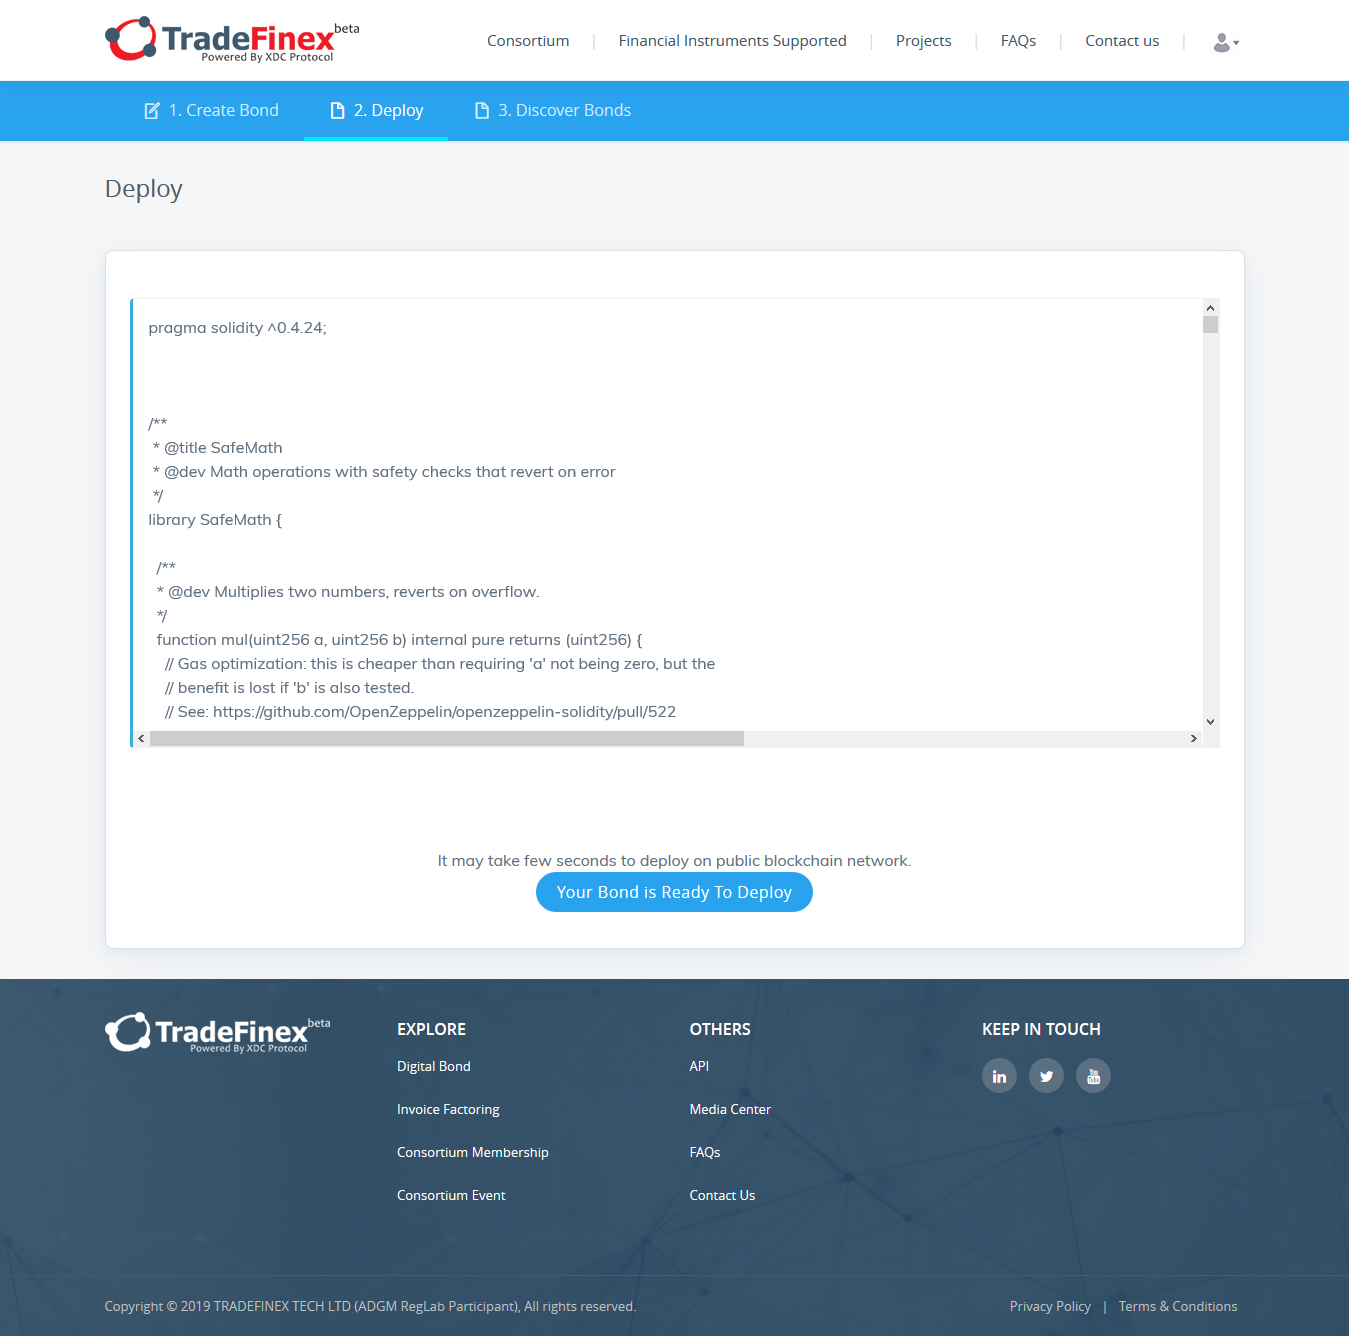 TradeFinex beta
Powered By XDC Protocol
Consortium | Financial Instruments Supported | Projects | FAQs | Contact us |
1. Create Bond 2. Deploy 3. Discover Bonds
Deploy
pragma solidity ^0.4.24;
/**
* @title SafeMath
* @dev Math operations with safety checks that revert on error
*/
library SafeMath {
/**
* @dev Multiplies two numbers, reverts on overflow.
*/
function mul(uint256 a, uint256 b) internal pure returns (uint256) {
// Gas optimization: this is cheaper than requiring 'a' not being zero, but the
// benefit is lost if 'b' is also tested.
// See: https://github.com/OpenZeppelin/openzeppelin-solidity/pull/522
It may take few seconds to deploy on public blockchain network.
Your Bond is Ready To Deploy
TradeFinex beta
Powered By XDC Protocol
EXPLORE
Digital Bond
Invoice Factoring
Consortium Membership
Consortium Event
OTHERS
API
Media Center
FAQs
Contact Us
KEEP IN TOUCH
in
You Tube
Copyright © 2019 TRADEFINEX TECH LTD (ADGM RegLab Participant), All rights reserved.
Privacy Policy | Terms & Conditions